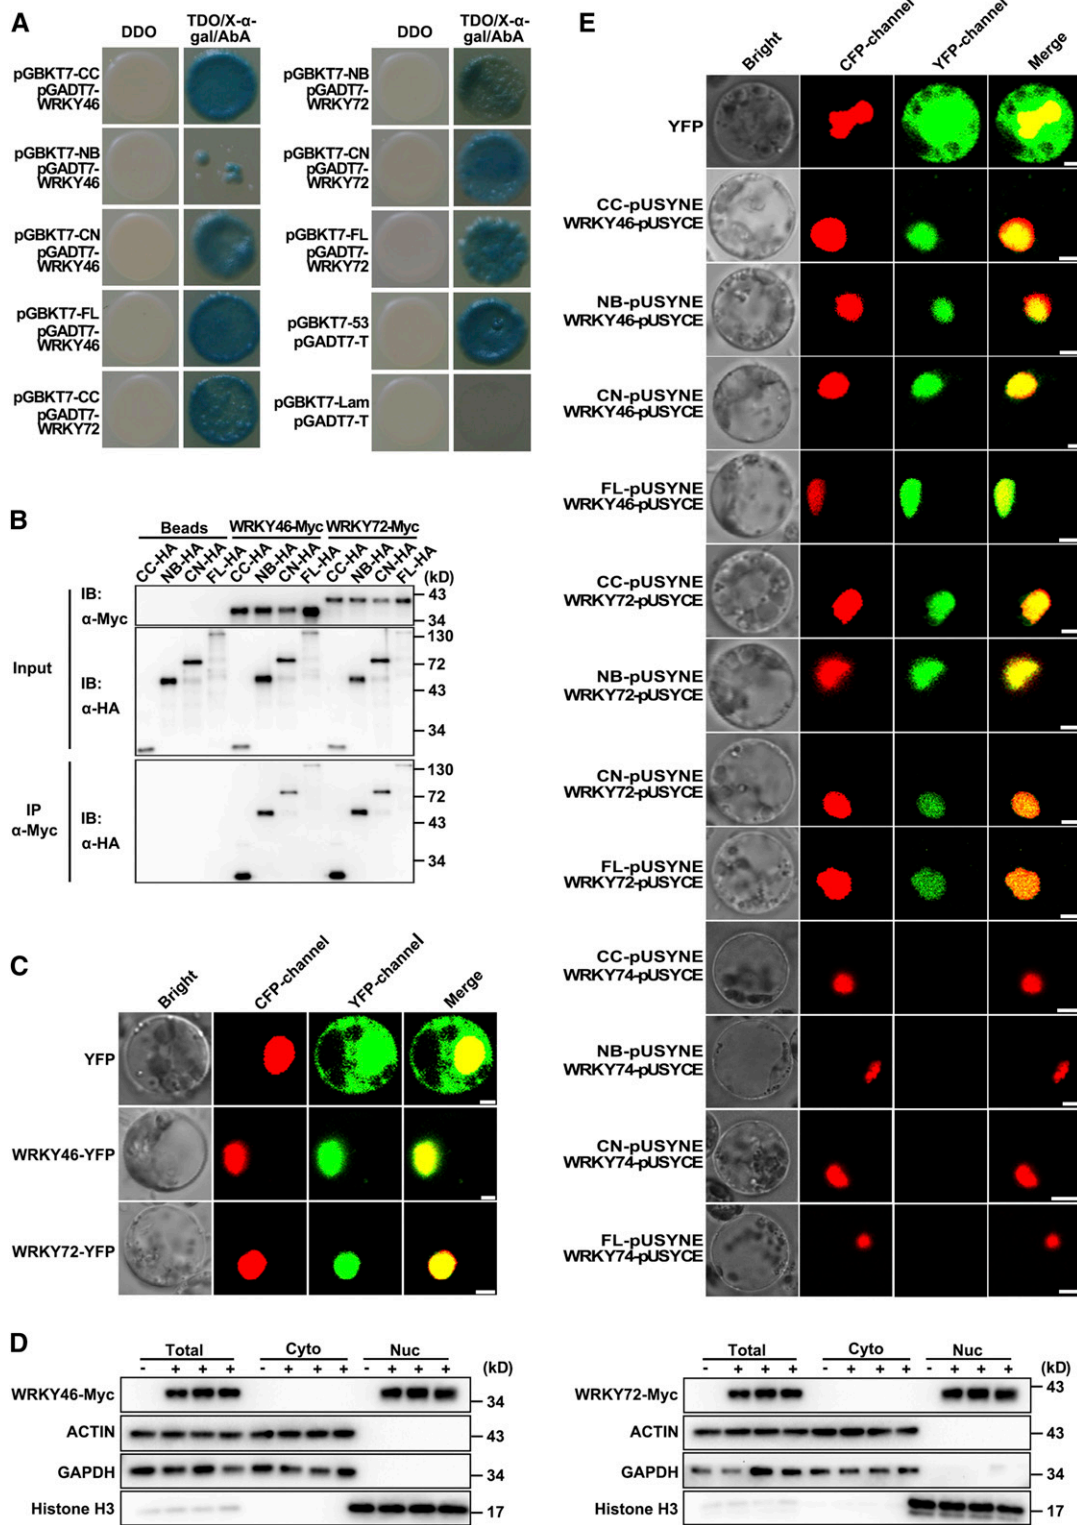 A
DDO
TDO/X-α-
gal/AbA
DDO
TDO/X-α-
gal/AbA
pGBKT7-CC
pGADT7-
WRKY46
pGBKT7-NB
pGADT7-
WRKY72
pGBKT7-NB
pGADT7-
WRKY46
pGBKT7-CN
pGADT7-
WRKY72
pGBKT7-CN
pGADT7-
WRKY46
pGBKT7-FL
pGADT7-
WRKY72
pGBKT7-FL
pGADT7-
WRKY46
pGBKT7-53
pGADT7-T
pGBKT7-CC
pGADT7-
WRKY72
pGBKT7-Lam
pGADT7-T
B
Beads WRKY46-Myc WRKY72-Myc
CC-HA NB-HA CN-HA FL-HA CC-HA NB-HA CN-HA FL-HA CC-HA NB-HA CN-HA FL-HA (kD)
Input
IB:
α-Myc
43
34
IB:
α-HA
130
72
43
34
IP
α-Myc
IB:
α-HA
130
72
43
34
C
Bright CFP-channel YFP-channel Merge
YFP
WRKY46-YFP
WRKY72-YFP
D
Total Cyto Nuc
- + + + - + + + - + + + (kD)
WRKY46-Myc 34
ACTIN 43
GAPDH 34
Histone H3 17
Total Cyto Nuc
- + + + - + + + - + + + (kD)
WRKY72-Myc 43
ACTIN 43
GAPDH 34
Histone H3 17
E
Bright CFP-channel YFP-channel Merge
YFP
CC-pUSYNE
WRKY46-pUSYCE
NB-pUSYNE
WRKY46-pUSYCE
CN-pUSYNE
WRKY46-pUSYCE
FL-pUSYNE
WRKY46-pUSYCE
CC-pUSYNE
WRKY72-pUSYCE
NB-pUSYNE
WRKY72-pUSYCE
CN-pUSYNE
WRKY72-pUSYCE
FL-pUSYNE
WRKY72-pUSYCE
CC-pUSYNE
WRKY74-pUSYCE
NB-pUSYNE
WRKY74-pUSYCE
CN-pUSYNE
WRKY74-pUSYCE
FL-pUSYNE
WRKY74-pUSYCE